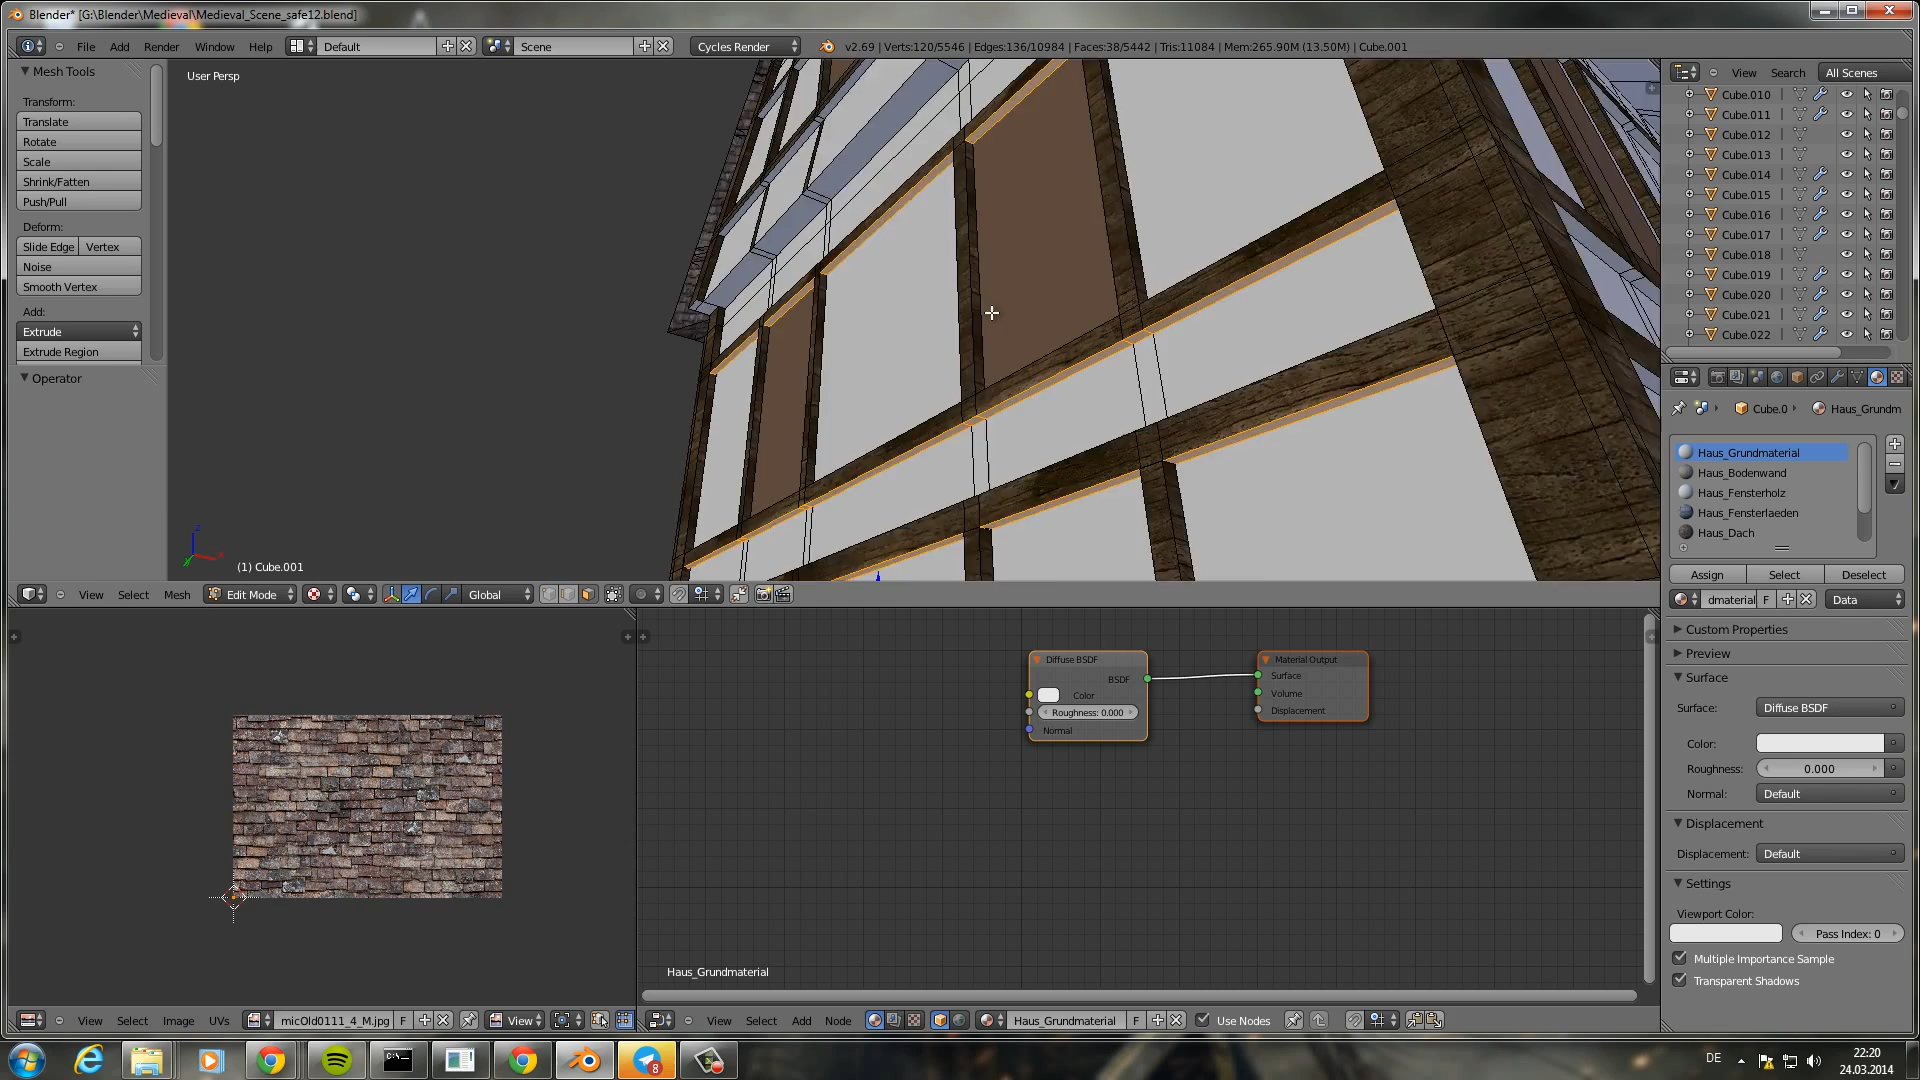 Blender* [G:\Blender/Medieval\Medieval_Scene_safe12.blend]
File Add Render Window Help Default Scene Cycles Render v2.69 | Verts:120/5546 | Edges:136/10984 | Faces:38/5442 | Tris:11084 | Mem:265.90M (13.50M) | Cube.001
Mesh Tools
Transform:
Translate
Rotate
Scale
Shrink/Fatten
Push/Pull
Deform:
Slide Edge Vertex
Noise
Smooth Vertex
Add:
Extrude
Extrude Region
Operator
User Persp
(1) Cube.001
View Select Mesh Edit Mode Global
View Search All Scenes
Cube.010
Cube.011
Cube.012
Cube.013
Cube.014
Cube.015
Cube.016
Cube.017
Cube.018
Cube.019
Cube.020
Cube.021
Cube.022
Cube.0 Haus_Grundm
Haus_Grundmaterial
Haus_Bodenwand
Haus_Fensterholz
Haus_Fensterlaeden
Haus_Dach
Assign Select Deselect
dmaterial F Data
Custom Properties
Preview
Surface
Surface: Diffuse BSDF
Color:
Roughness: 0.000
Normal: Default
Displacement
Displacement: Default
Settings
Viewport Color:
Pass Index: 0
Multiple Importance Sample
Transparent Shadows
Diffuse BSDF
BSDF
Color
Roughness: 0.000
Normal
Material Output
Surface
Volume
Displacement
Haus_Grundmaterial
View Select Image UVs micOld0111_4_M.jpg F View
View Select Add Node Haus_Grundmaterial F Use Nodes
C:\
8
DE
22:20
24.03.2014